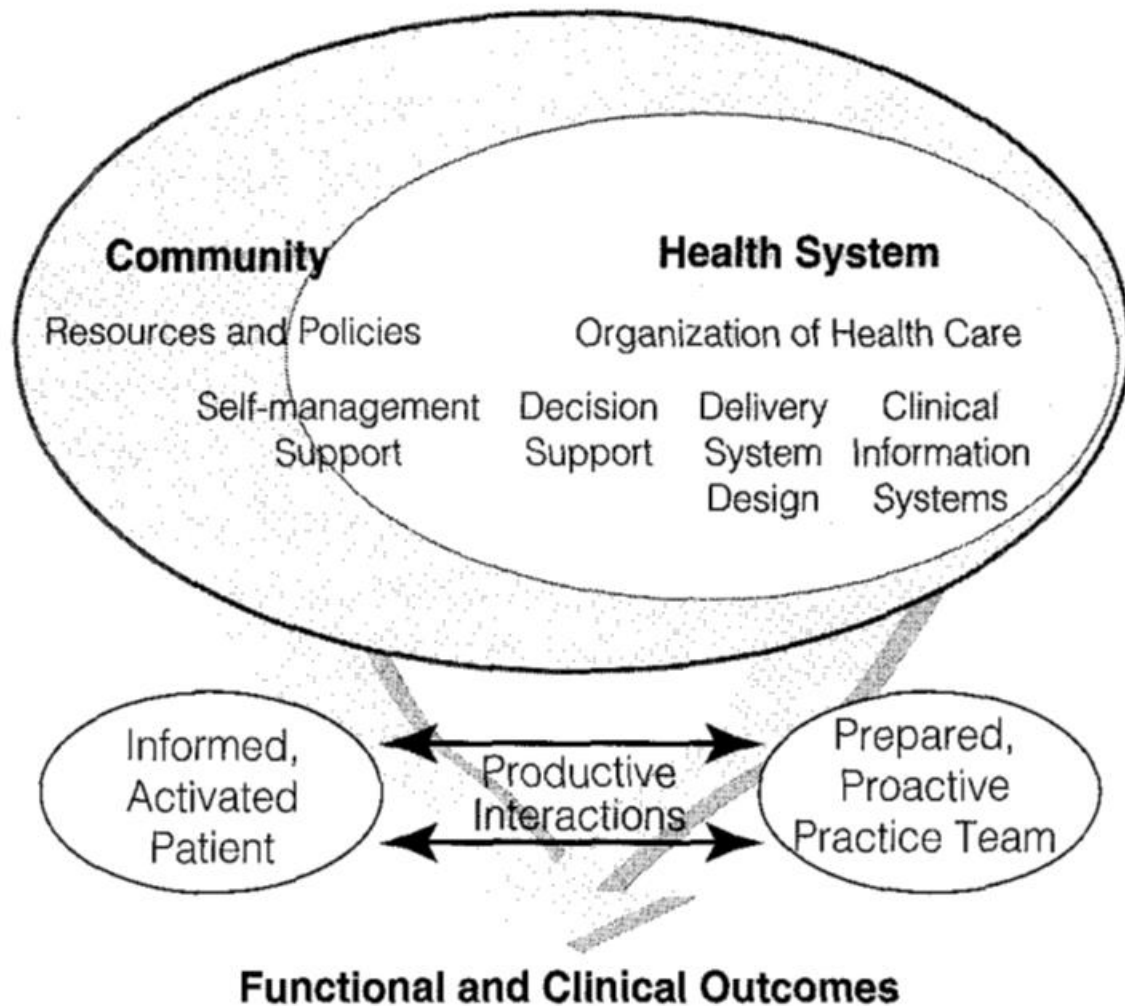 Community
Health System
Resources and Policies
Organization of Health Care
Self-management
Support
Decision
Support
Delivery
System
Design
Clinical
Information
Systems
Informed,
Activated
Patient
Productive
Interactions
Prepared,
Proactive
Practice Team
Functional and Clinical Outcomes